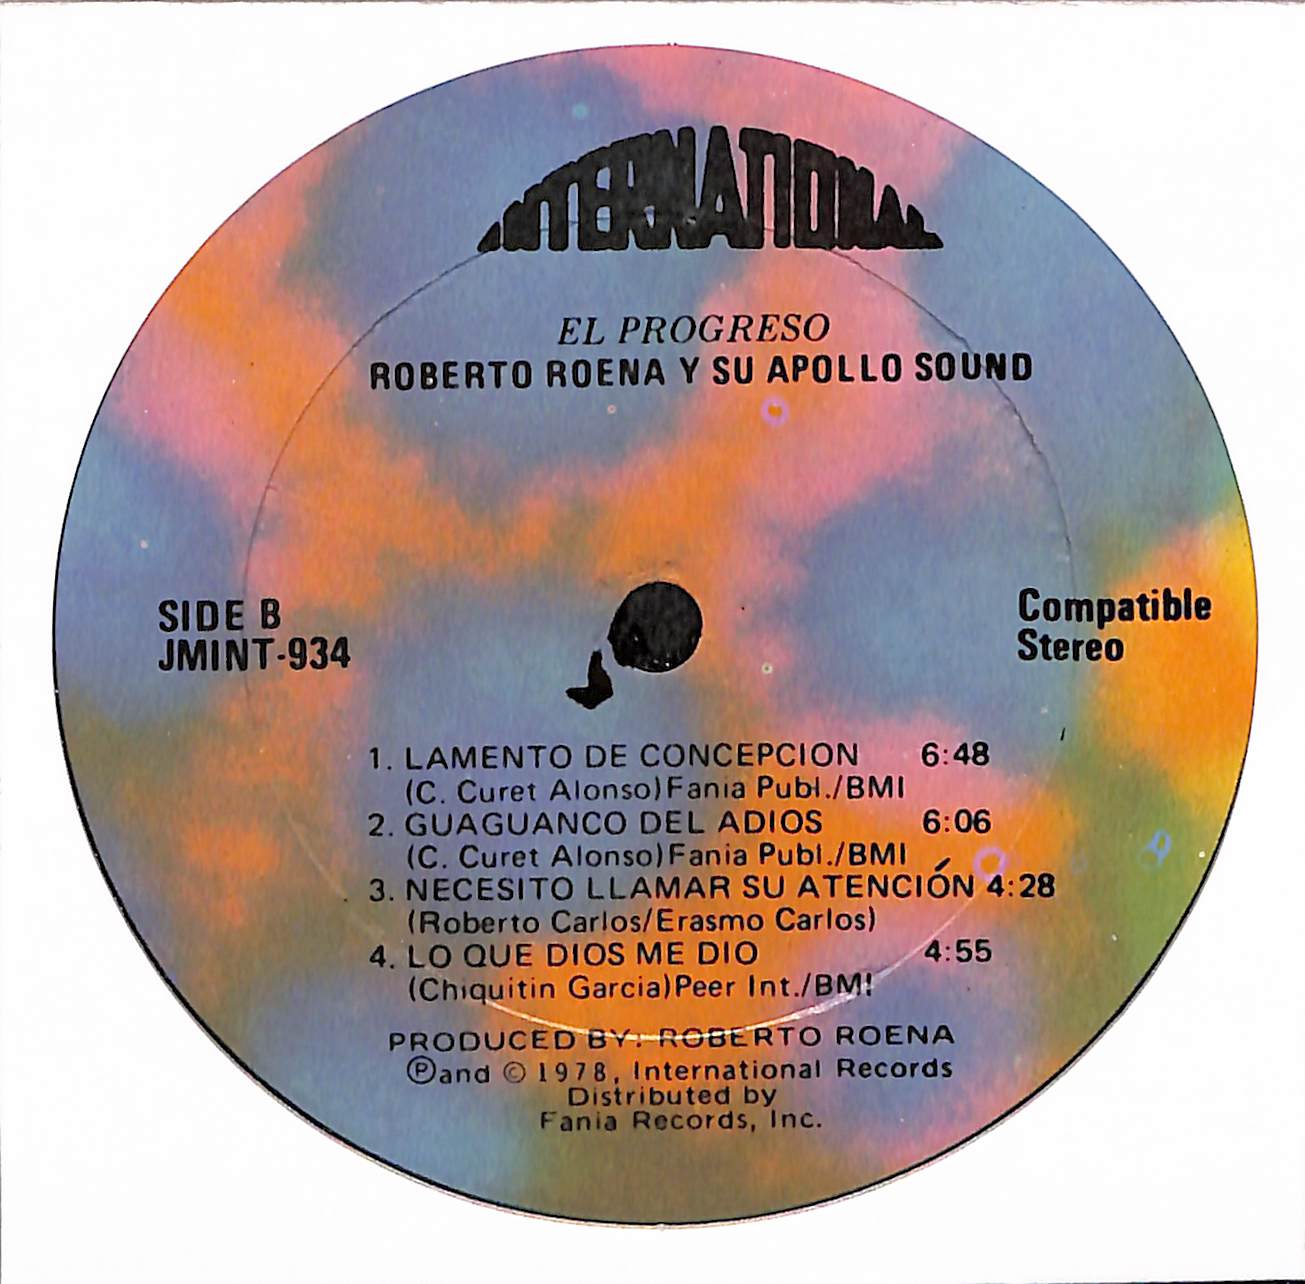 INTERNATIONAL
EL PROGRESO
ROBERTO ROENA Y SU APOLLO SOUND
SIDE B
JMINT-934
Compatible
Stereo
1. LAMENTO DE CONCEPCION 6:48
(C. Curet Alonso)Fania Publ./BMI
2. GUAGUANCO DEL ADIOS 6:06
(C. Curet Alonso)Fania Publ./BMI
3. NECESITO LLAMAR SU ATENCIÓN 4:28
(Roberto Carlos/Erasmo Carlos)
4. LO QUE DIOS ME DIO 4:55
(Chiquitin Garcia)Peer Int./BMI
PRODUCED BY: ROBERTO ROENA
Ⓟand © 1978, International Records
Distributed by
Fania Records, Inc.